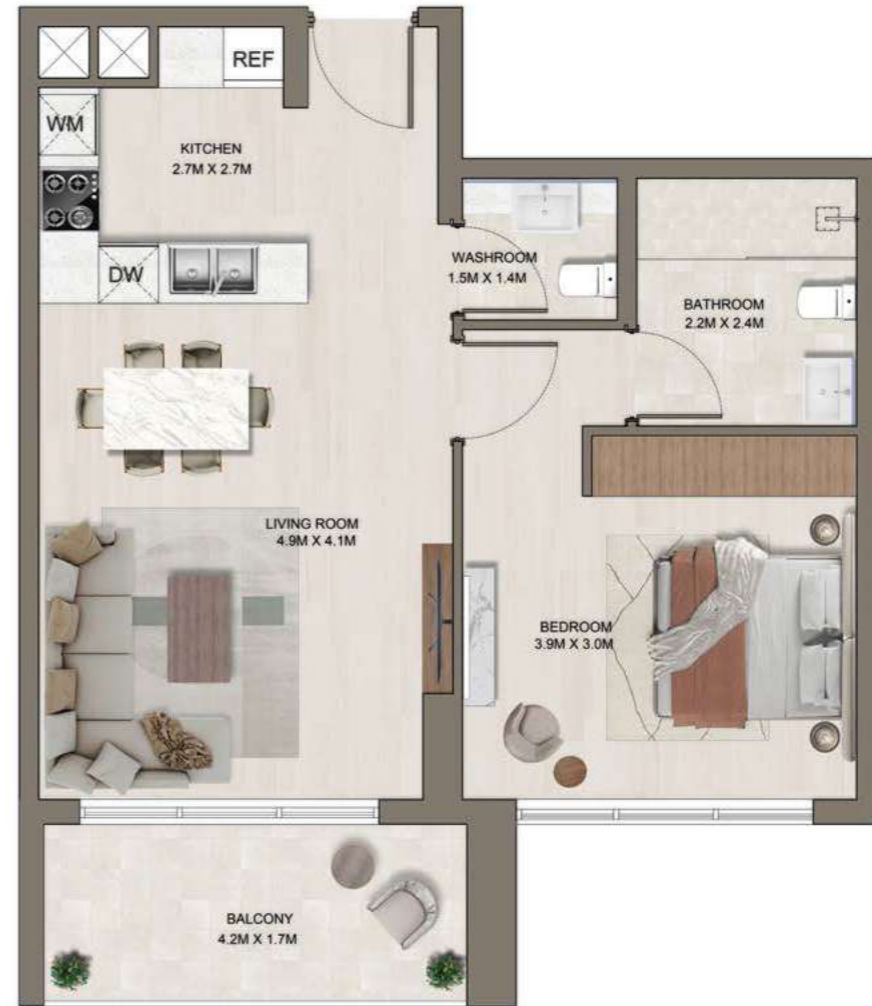 REF
WM
KITCHEN
2.7M X 2.7M
DW
WASHROOM
1.5M X 1.4M
BATHROOM
2.2M X 2.4M
LIVING ROOM
4.9M X 4.1M
BEDROOM
3.9M X 3.0M
BALCONY
4.2M X 1.7M